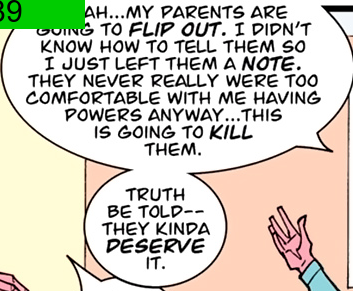 39
AH...MY PARENTS ARE
GOING TO FLIP OUT. I DIDN'T
KNOW HOW TO TELL THEM SO
I JUST LEFT THEM A NOTE.
THEY NEVER REALLY WERE TOO
COMFORTABLE WITH ME HAVING
POWERS ANYWAY...THIS
IS GOING TO KILL
THEM.
TRUTH
BE TOLD--
THEY KINDA
DESERVE
IT.